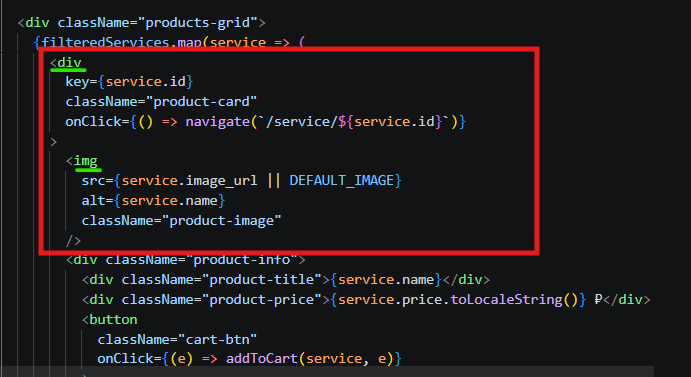 <div className="products-grid">
{filteredServices.map(service => (
<div
key={service.id}
className="product-card"
onClick={() => navigate(`/service/${service.id}`)}
>
<img
src={service.image_url || DEFAULT_IMAGE}
alt={service.name}
className="product-image"
/>
<div className="product-info">
<div className="product-title">{service.name}</div>
<div className="product-price">{service.price.toLocaleString()} ₽</div>
<button
className="cart-btn"
onClick={(e) => addToCart(service, e)}